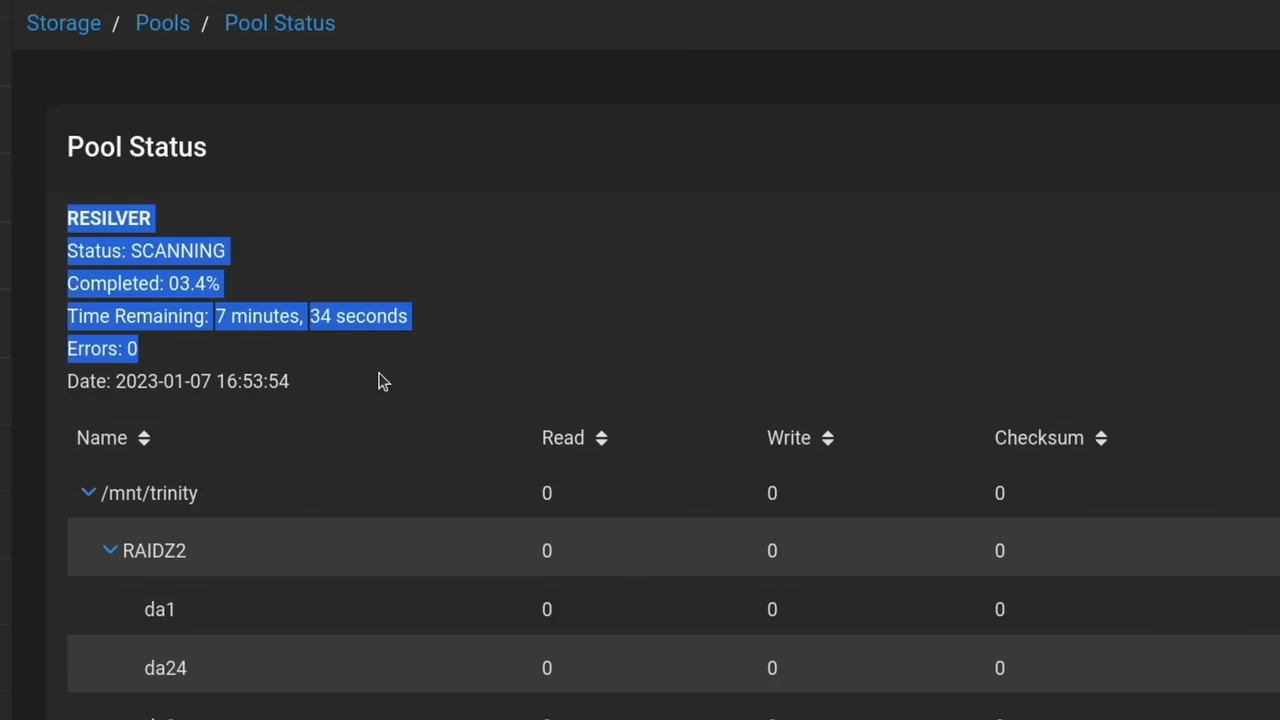 Storage / Pools / Pool Status
Pool Status
RESILVER
Status: SCANNING
Completed: 03.4%
Time Remaining: 7 minutes, 34 seconds
Errors: 0
Date: 2023-01-07 16:53:54
Name Read Write Checksum
/mnt/trinity 0 0 0
RAIDZ2 0 0 0
da1 0 0 0
da24 0 0 0